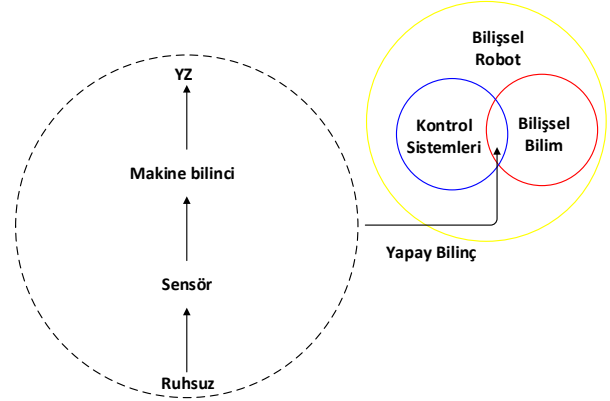 YZ
Makine bilinci
Sensör
Ruhsuz
Bilişsel
Robot
Kontrol
Sistemleri
Bilişsel
Bilim
Yapay Bilinç